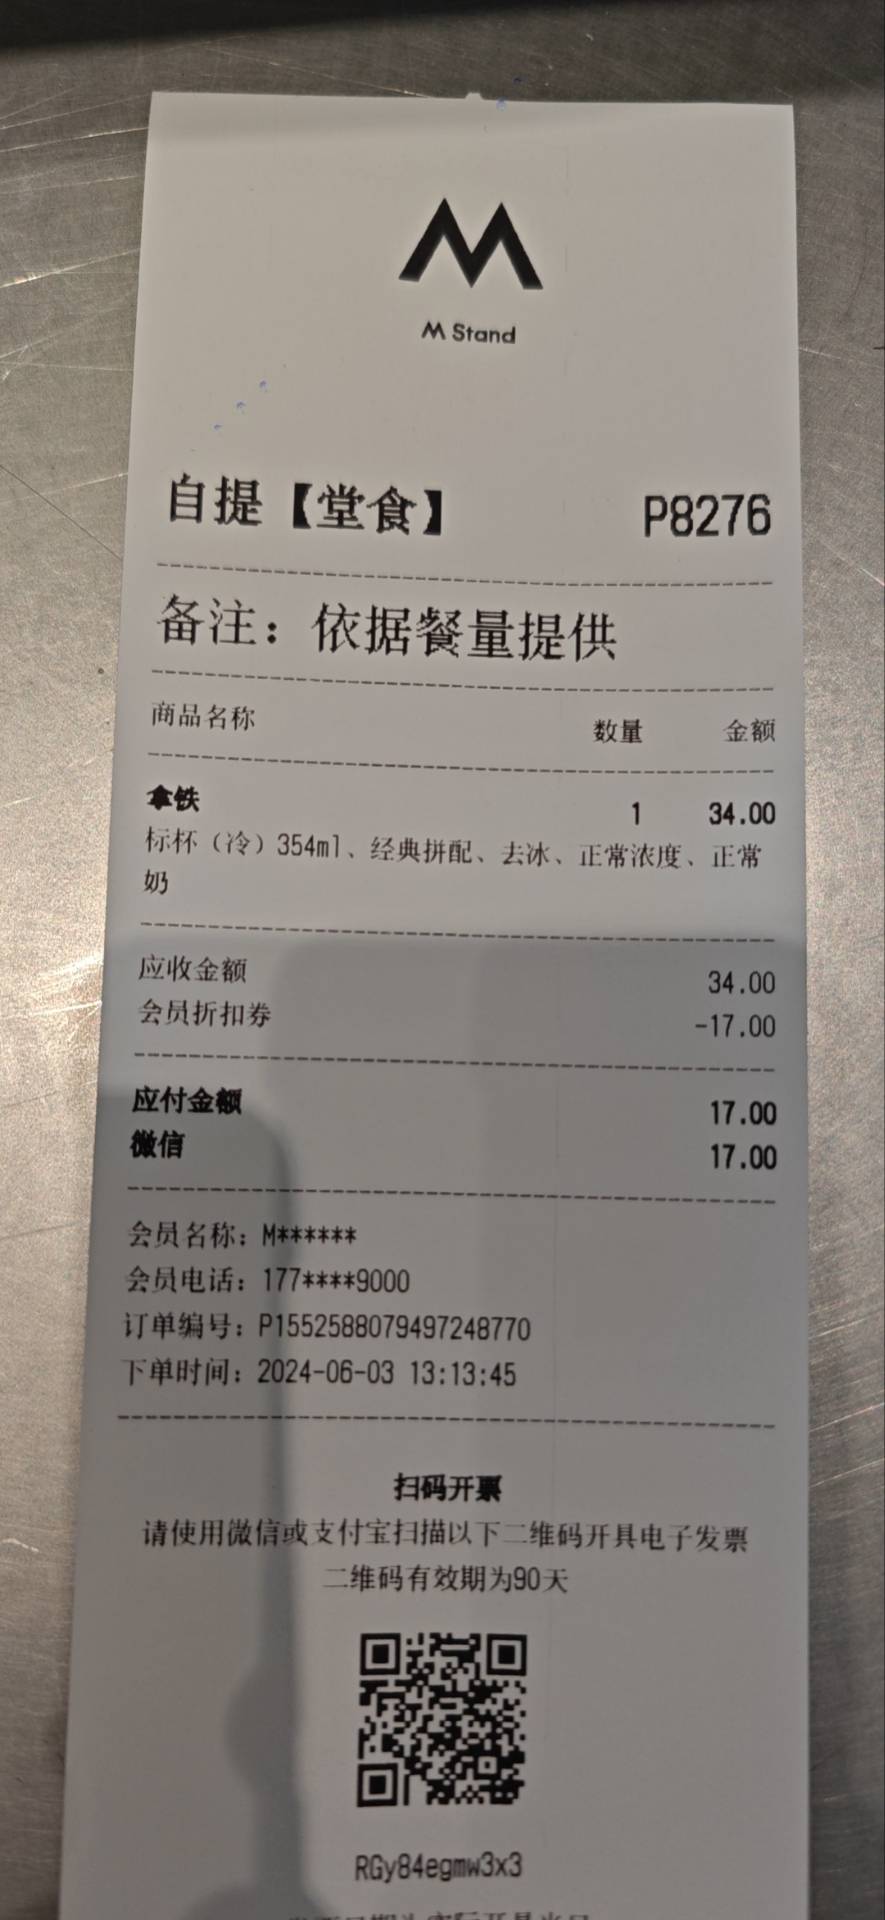 M Stand
自提【堂食】 P8276
备注：依据餐量提供
商品名称 数量 金额
拿铁 1 34.00
标杯（冷）354ml、经典拼配、去冰、正常浓度、正常
奶
应收金额 34.00
会员折扣券 -17.00
应付金额 17.00
微信 17.00
会员名称：M******
会员电话：177****9000
订单编号：P1552588079497248770
下单时间：2024-06-03 13:13:45
扫码开票
请使用微信或支付宝扫描以下二维码开具电子发票
二维码有效期为90天
RGy84egmw3x3